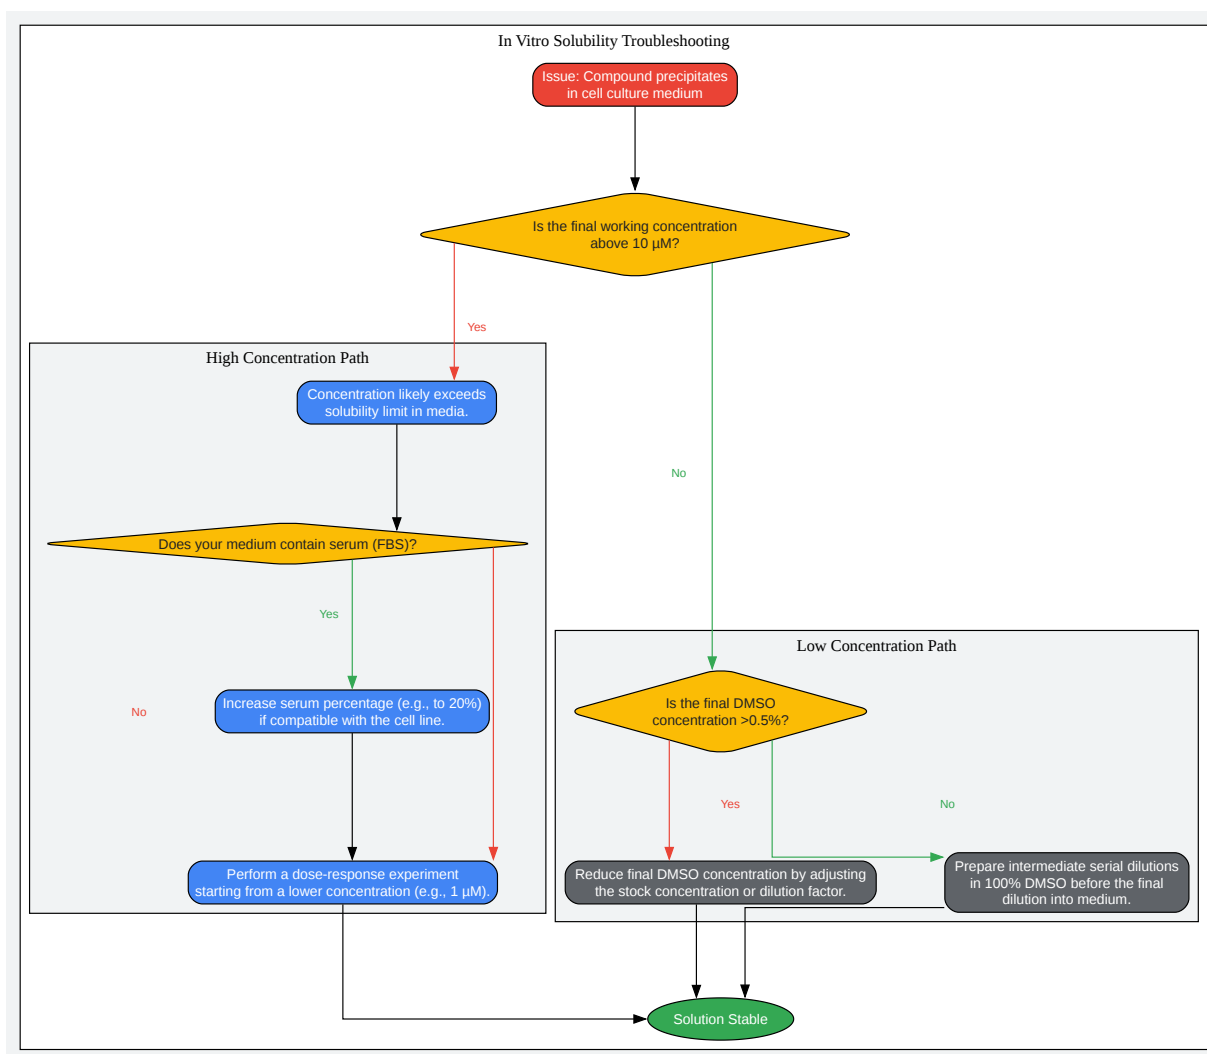 In Vitro Solubility Troubleshooting
Issue: Compound precipitates
in cell culture medium
Is the final working concentration
above 10 µM?
Yes
High Concentration Path
Concentration likely exceeds
solubility limit in media.
No
Does your medium contain serum (FBS)?
Yes
Low Concentration Path
Increase serum percentage (e.g., to 20%)
if compatible with the cell line.
No
Is the final DMSO
concentration >0.5%?
Yes
No
Perform a dose-response experiment
starting from a lower concentration (e.g., 1 µM).
Reduce final DMSO concentration by adjusting
the stock concentration or dilution factor.
Prepare intermediate serial dilutions
in 100% DMSO before the final
dilution into medium.
Solution Stable